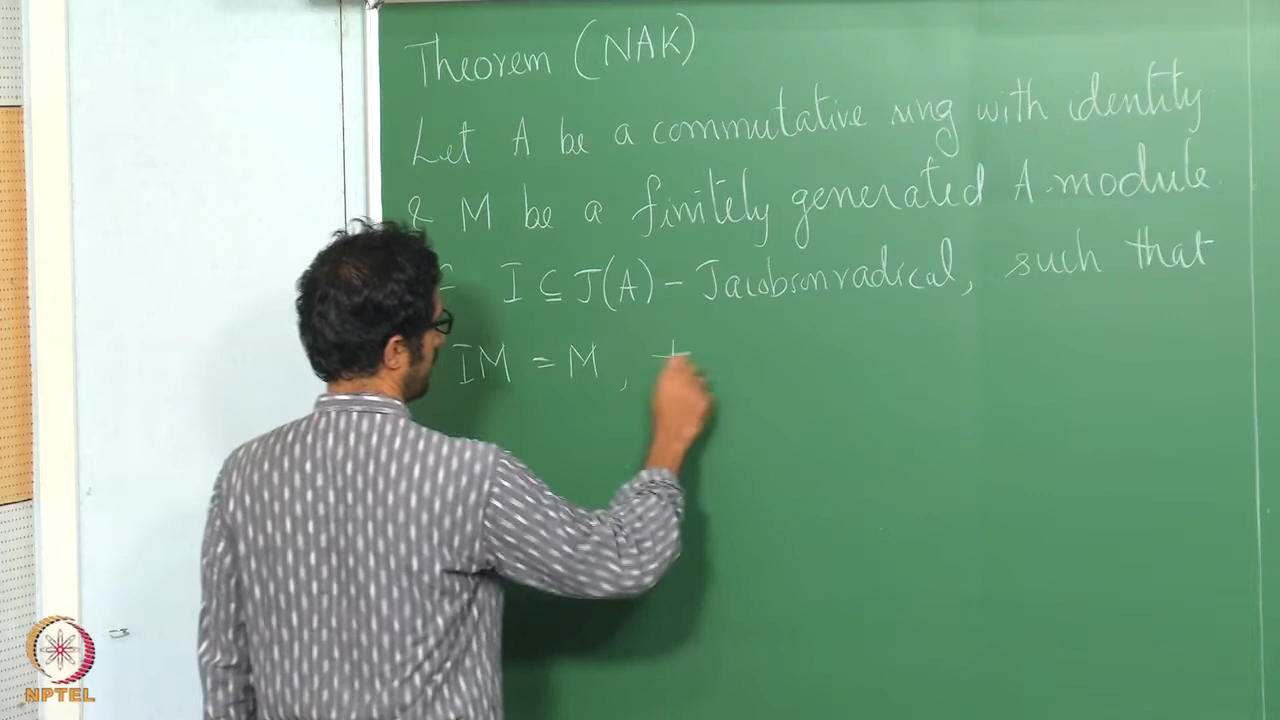 Theorem (NAK)
Let A be a commutative ring with identity
& M be a finitely generated A-module.
I ⊆ J(A) - Jacobson radical, such that
IM = M,
NPTEL